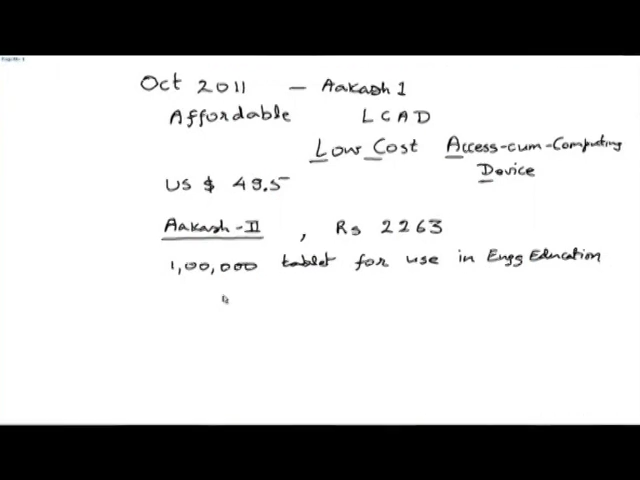 Oct 2011 — Aakash 1
Affordable LCAD
Low Cost Access-cum-Computing
Device
US $ 49.5
Aakash-II , Rs 2263
1,00,000 tablet for use in Engg Education